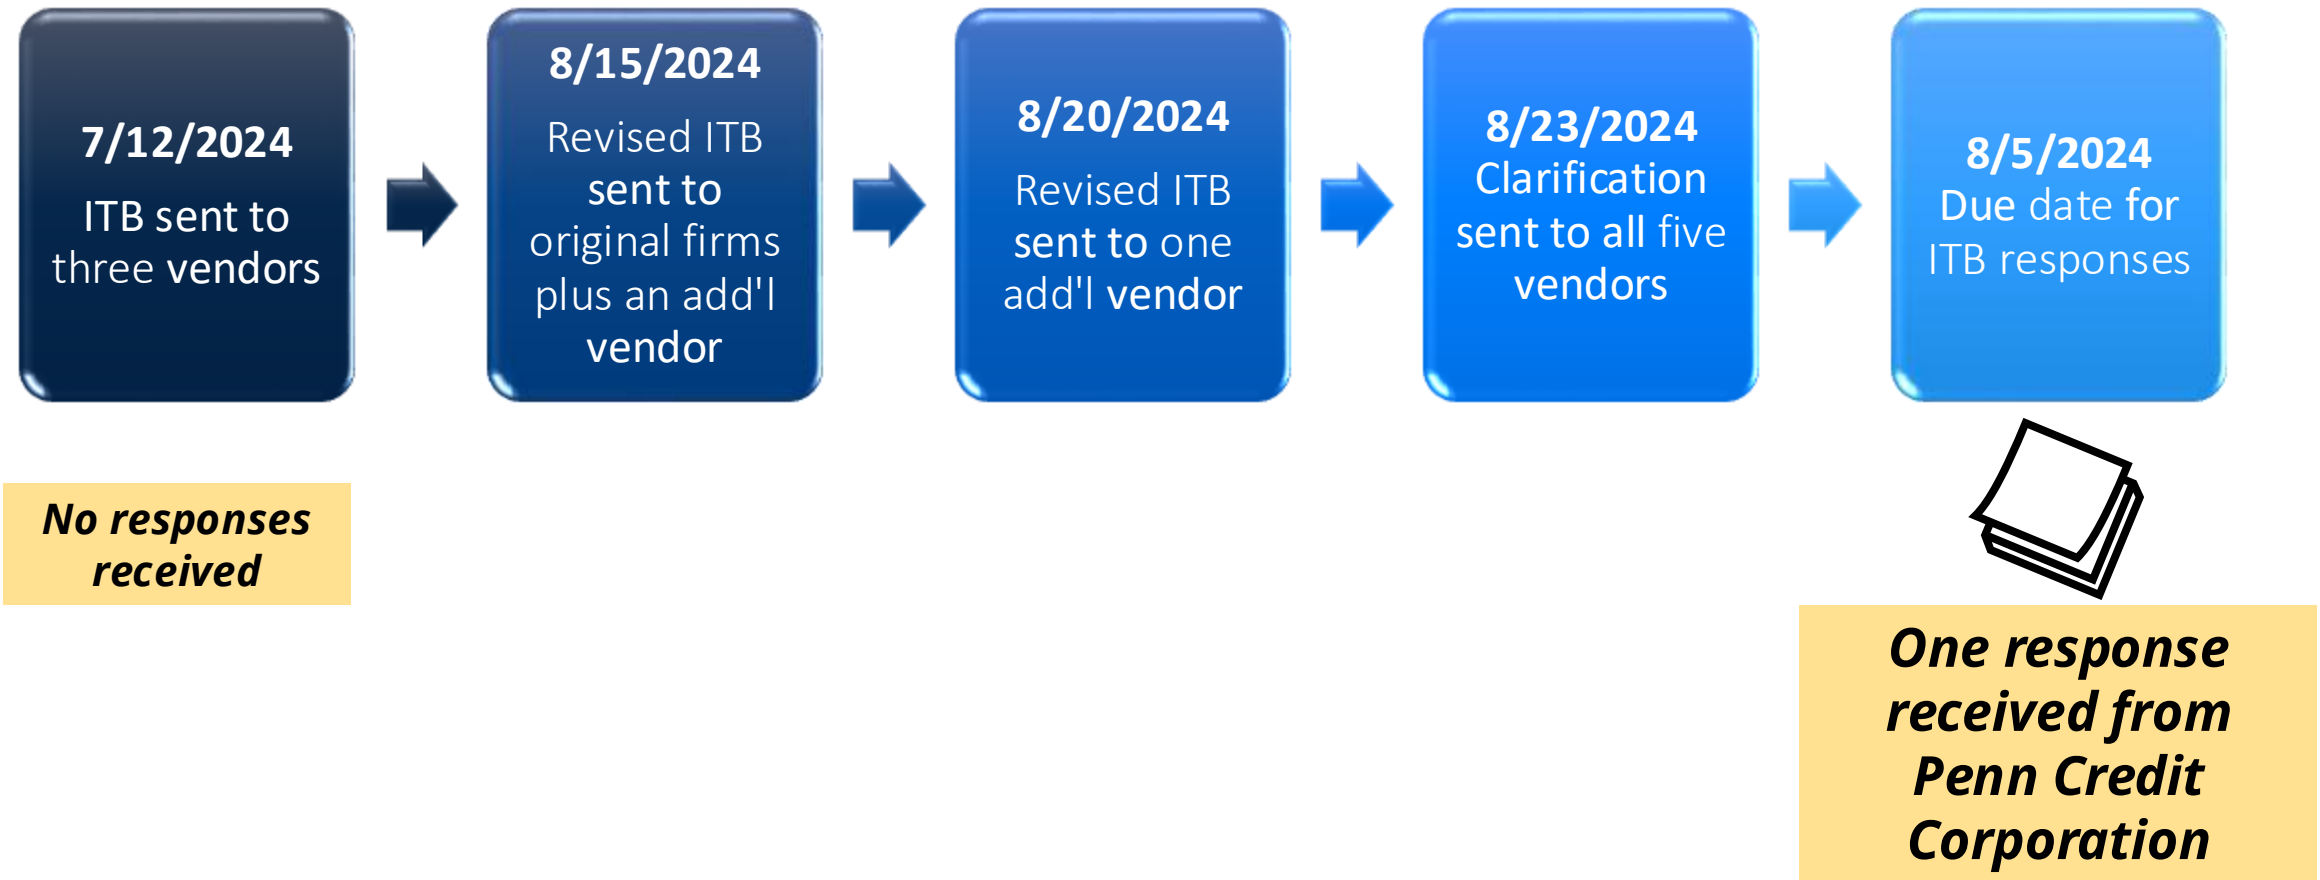 7/12/2024
ITB sent to
three vendors
8/15/2024
Revised ITB
sent to
original firms
plus an add'l
vendor
8/20/2024
Revised ITB
sent to one
add'l vendor
8/23/2024
Clarification
sent to all five
vendors
8/5/2024
Due date for
ITB responses
No responses
received
One response
received from
Penn Credit
Corporation